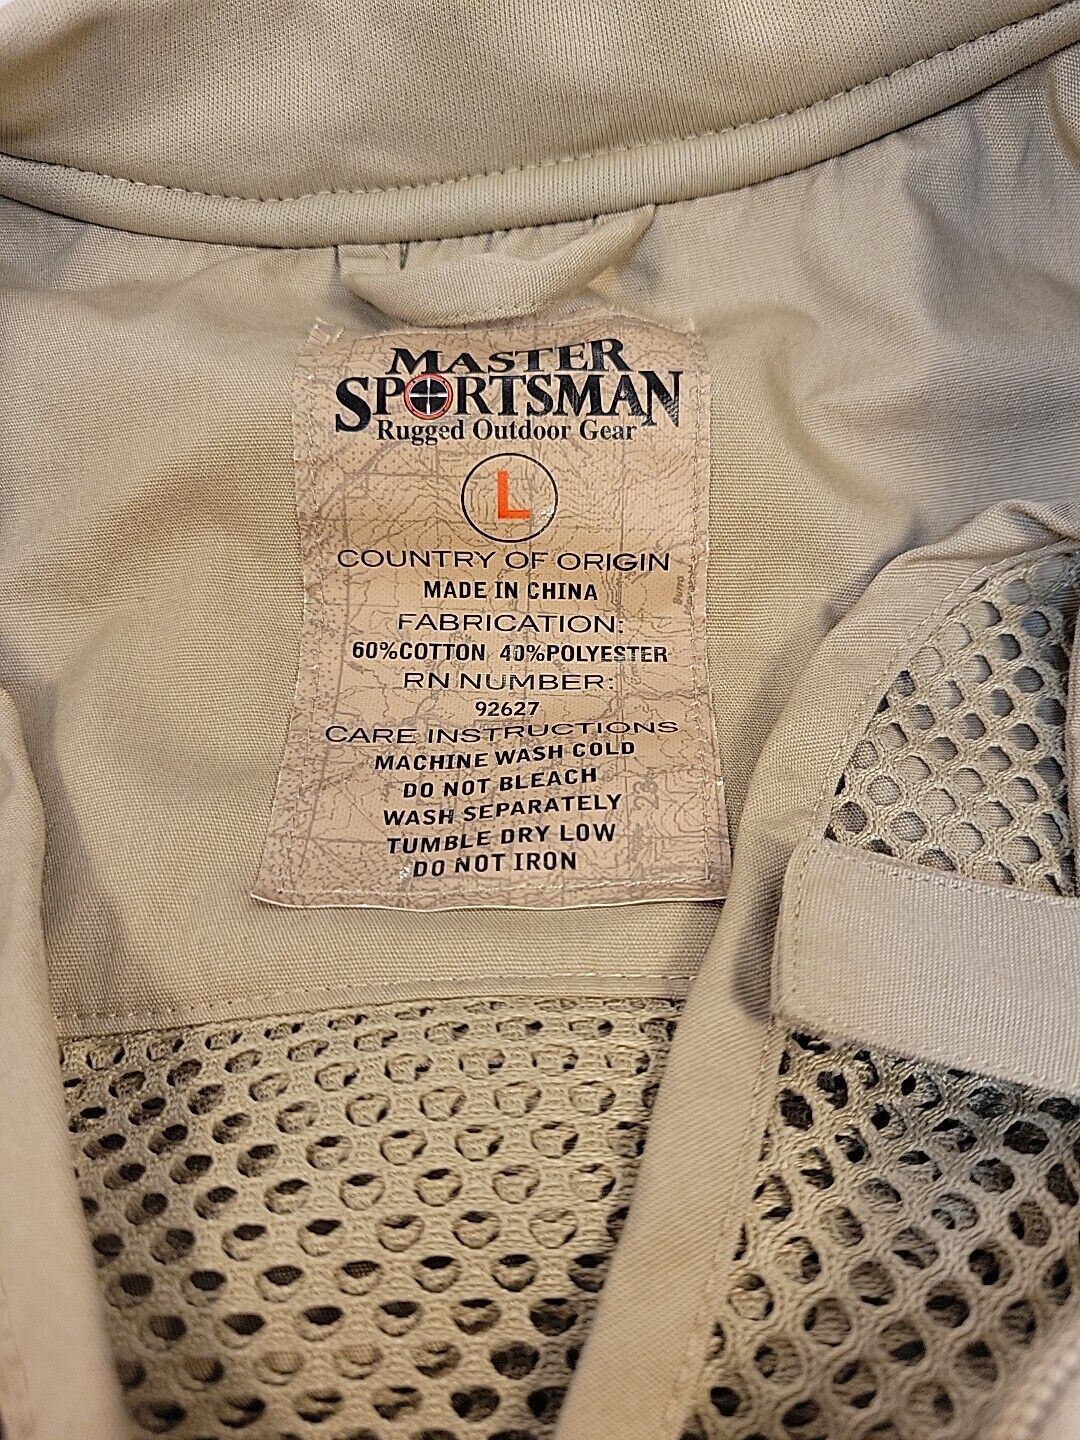 MASTER
SPORTSMAN
Rugged Outdoor Gear
L
COUNTRY OF ORIGIN
MADE IN CHINA
FABRICATION:
60%COTTON 40%POLYESTER
RN NUMBER:
92627
CARE INSTRUCTIONS
MACHINE WASH COLD
DO NOT BLEACH
WASH SEPARATELY
TUMBLE DRY LOW
DO NOT IRON
23